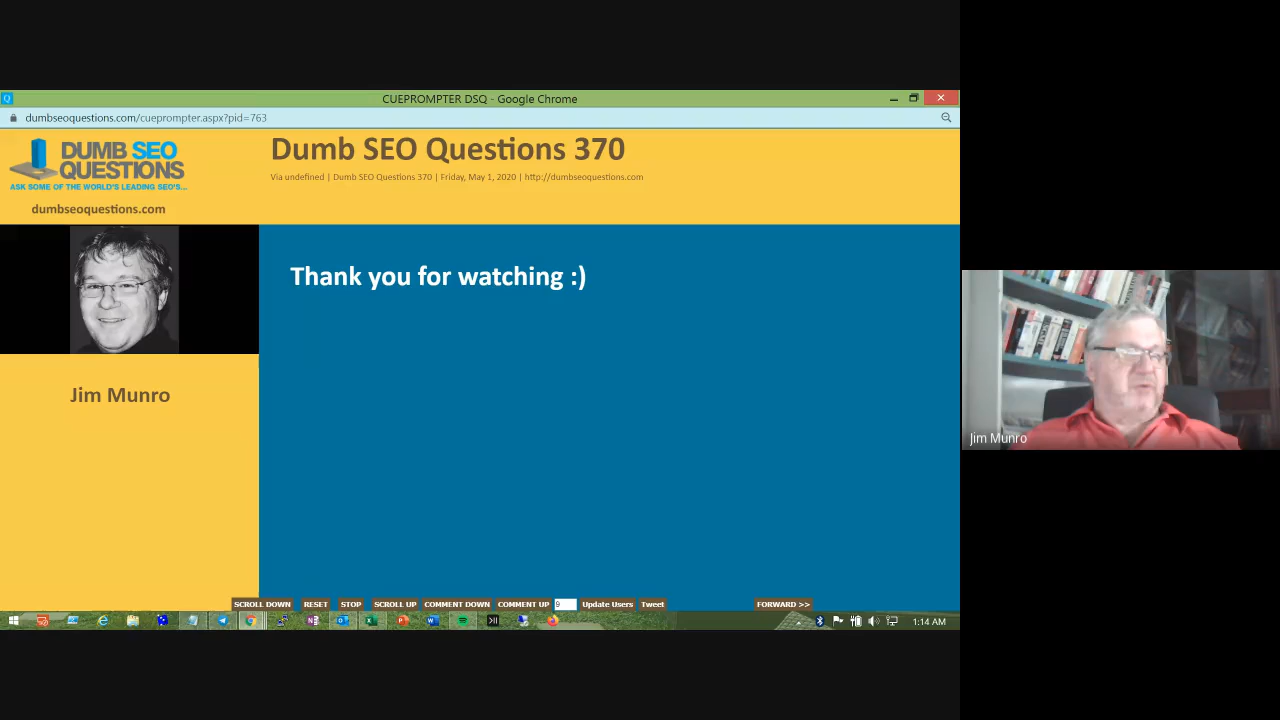 CUEPROMPTER DSQ - Google Chrome
dumbseoquestions.com/cueprompter.aspx?pid=763
DUMB SEO
QUESTIONS
ASK SOME OF THE WORLD'S LEADING SEO'S...
dumbseoquestions.com
Dumb SEO Questions 370
Via undefined | Dumb SEO Questions 370 | Friday, May 1, 2020 | http://dumbseoquestions.com
Thank you for watching :)
Jim Munro
Jim Munro
SCROLL DOWN RESET STOP SCROLL UP COMMENT DOWN COMMENT UP 9 Update Users Tweet FORWARD >>
1:14 AM